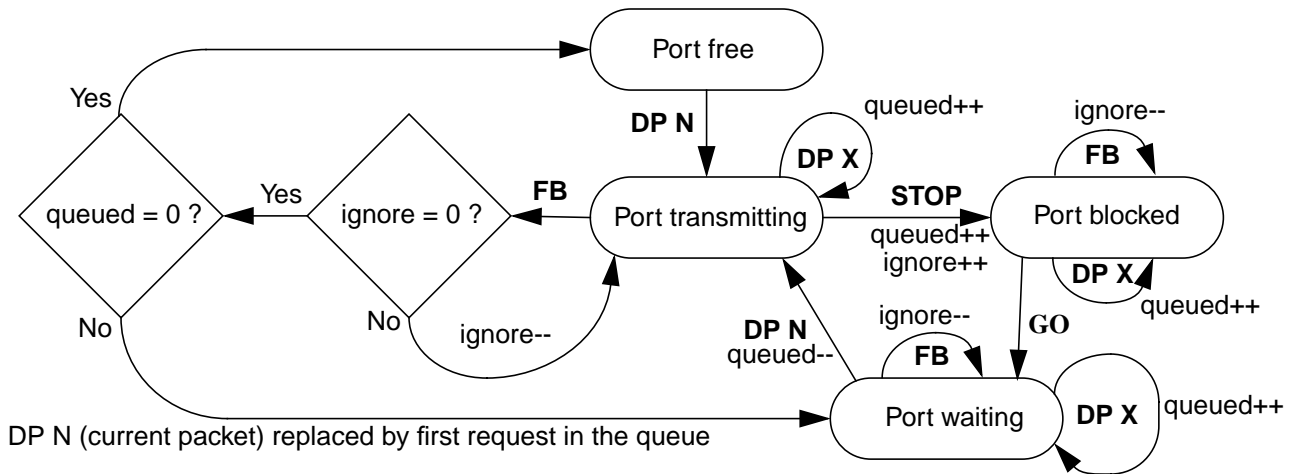 Port free
Yes
DP N
queued++
DP X
ignore--
FB
queued = 0 ?
Yes
ignore = 0 ?
FB
Port transmitting
STOP
queued++
ignore++
Port blocked
DP X
queued++
No
No
ignore--
DP N
queued--
ignore--
FB
GO
Port waiting
DP X
queued++
DP N (current packet) replaced by first request in the queue